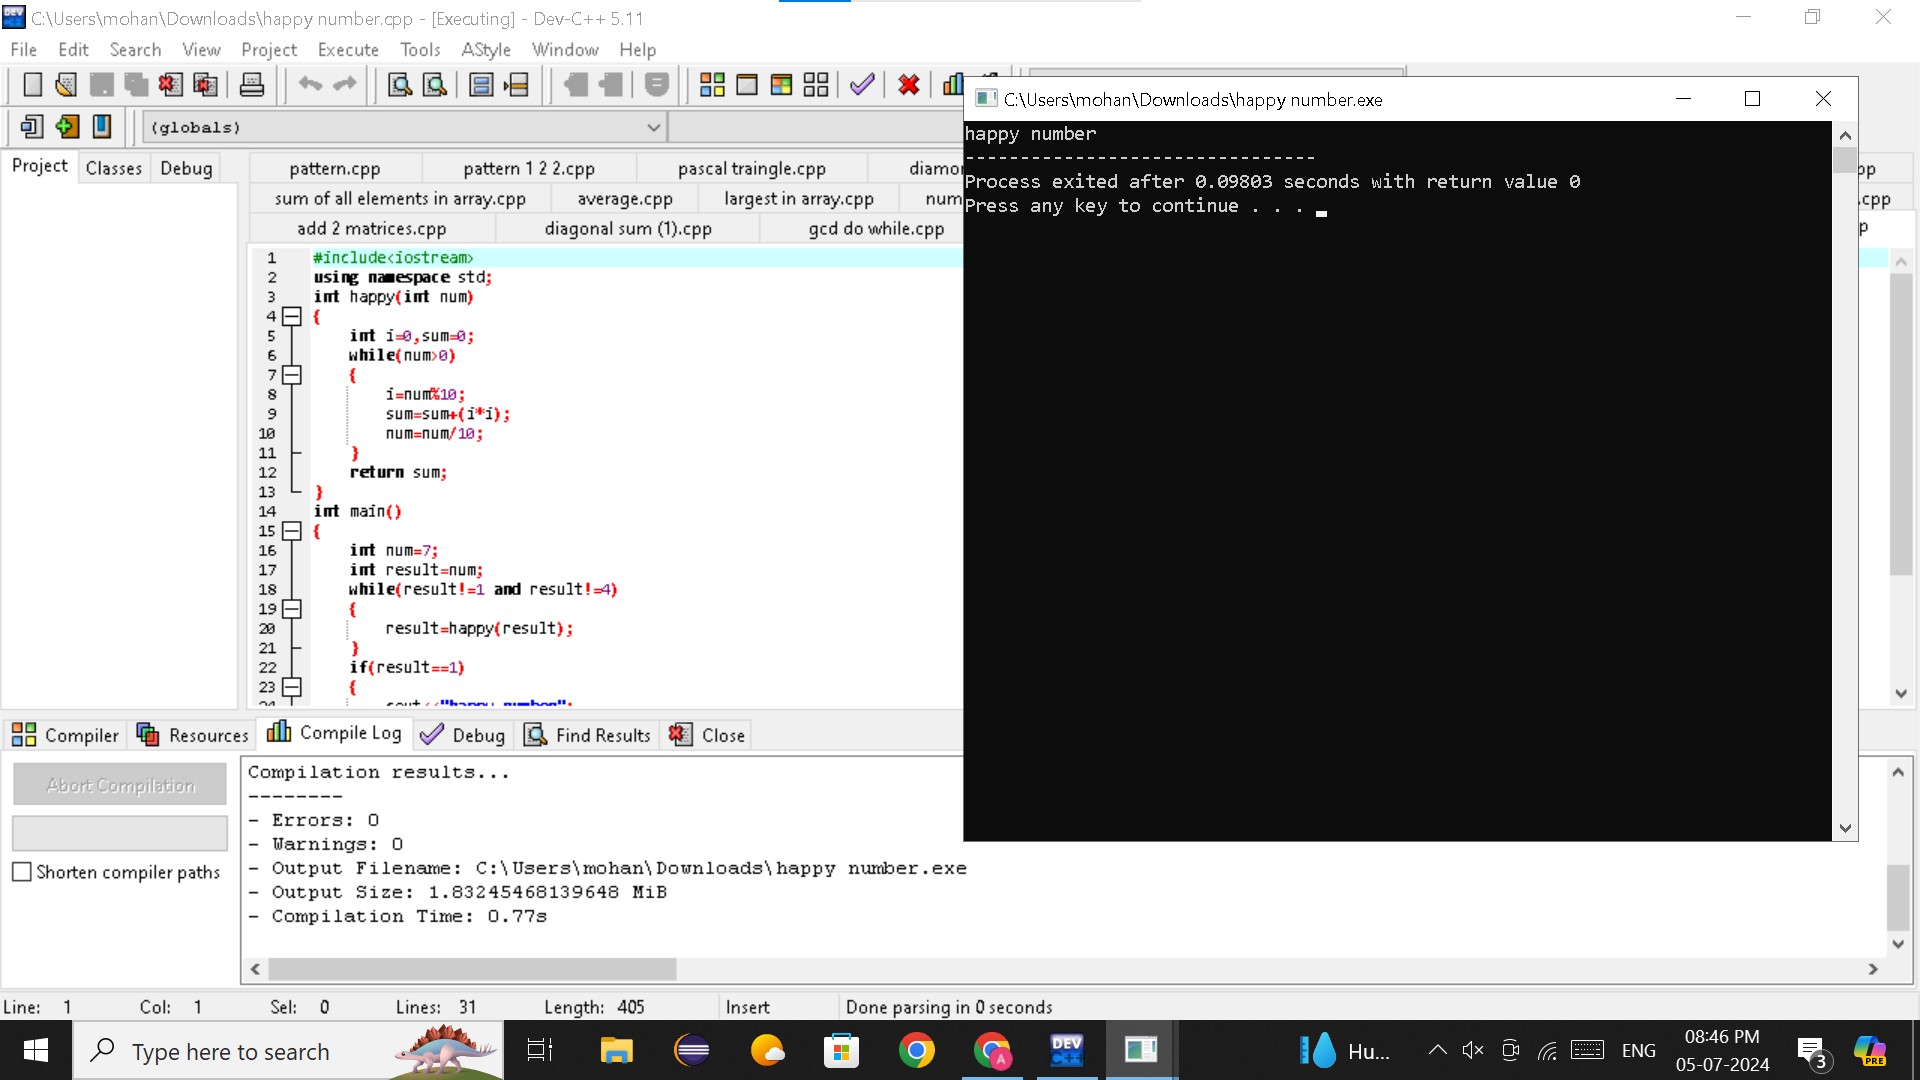 C:\Users\mohan\Downloads\happy number.cpp - [Executing] - Dev-C++ 5.11
File Edit Search View Project Execute Tools AStyle Window Help
(globals)
Project Classes Debug
pattern.cpp pattern 1 2 2.cpp pascal traingle.cpp
sum of all elements in array.cpp average.cpp largest in array.cpp
add 2 matrices.cpp diagonal sum (1).cpp gcd do while.cpp
1 #include<iostream>
2 using namespace std;
3 int happy(int num)
4 {
5 int i=0,sum=0;
6 while(num>0)
7 {
8 i=num%10;
9 sum=sum+(i*i);
10 num=num/10;
11 }
12 return sum;
13 }
14 int main()
15 {
16 int num=7;
17 int result=num;
18 while(result!=1 and result!=4)
19 {
20 result=happy(result);
21 }
22 if(result==1)
23 {
C:\Users\mohan\Downloads\happy number.exe
happy number
--------------------------------
Process exited after 0.09803 seconds with return value 0
Press any key to continue . . .
Compiler Resources Compile Log Debug Find Results Close
Abort Compilation
Shorten compiler paths
Compilation results...
--------
- Errors: 0
- Warnings: 0
- Output Filename: C:\Users\mohan\Downloads\happy number.exe
- Output Size: 1.83245468139648 MiB
- Compilation Time: 0.77s
Line: 1 Col: 1 Sel: 0 Lines: 31 Length: 405 Insert Done parsing in 0 seconds
Type here to search
DEV C++
Hu...
ENG
08:46 PM
05-07-2024
3
PRE